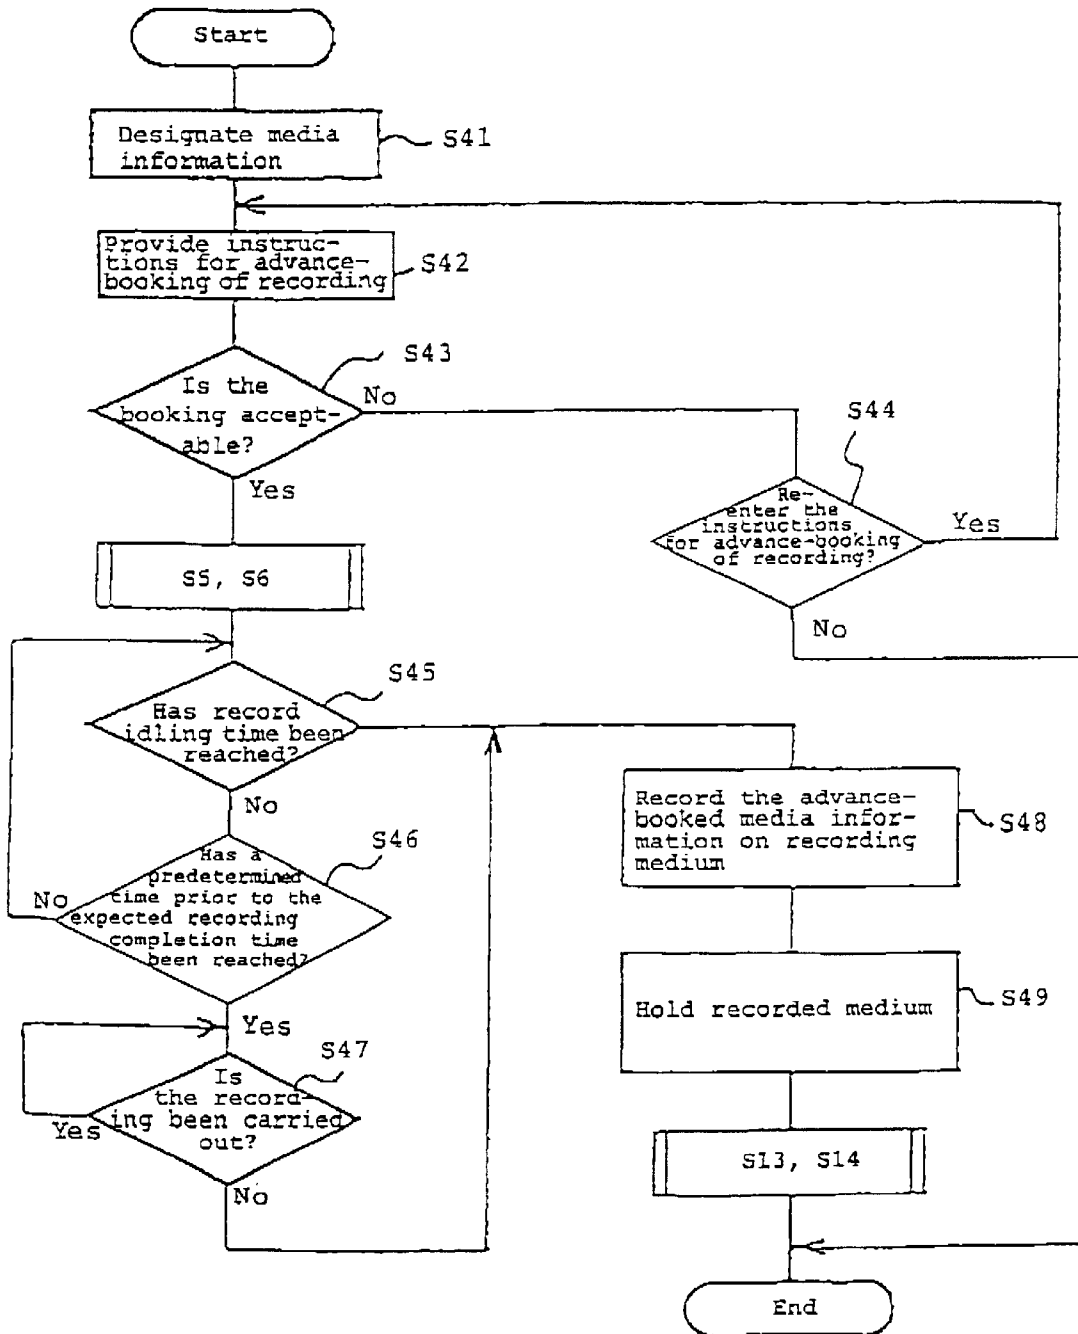 Start
Designate media
information
S41
Provide instruc-
tions for advance-
booking of recording
S42
S43
Is the
booking accept-
able?
No
Yes
S44
Re-
enter the
instructions
for advance-booking
of recording?
Yes
No
S5, S6
S45
Has record
idling time been
reached?
No
S46
Has a
predetermined
time prior to the
expected recording
completion time
been reached?
No
Yes
S47
Is
the record-
ing been carried
out?
Yes
No
Record the advance-
booked media infor-
mation on recording
medium
S48
Hold recorded medium
S49
S13, S14
End